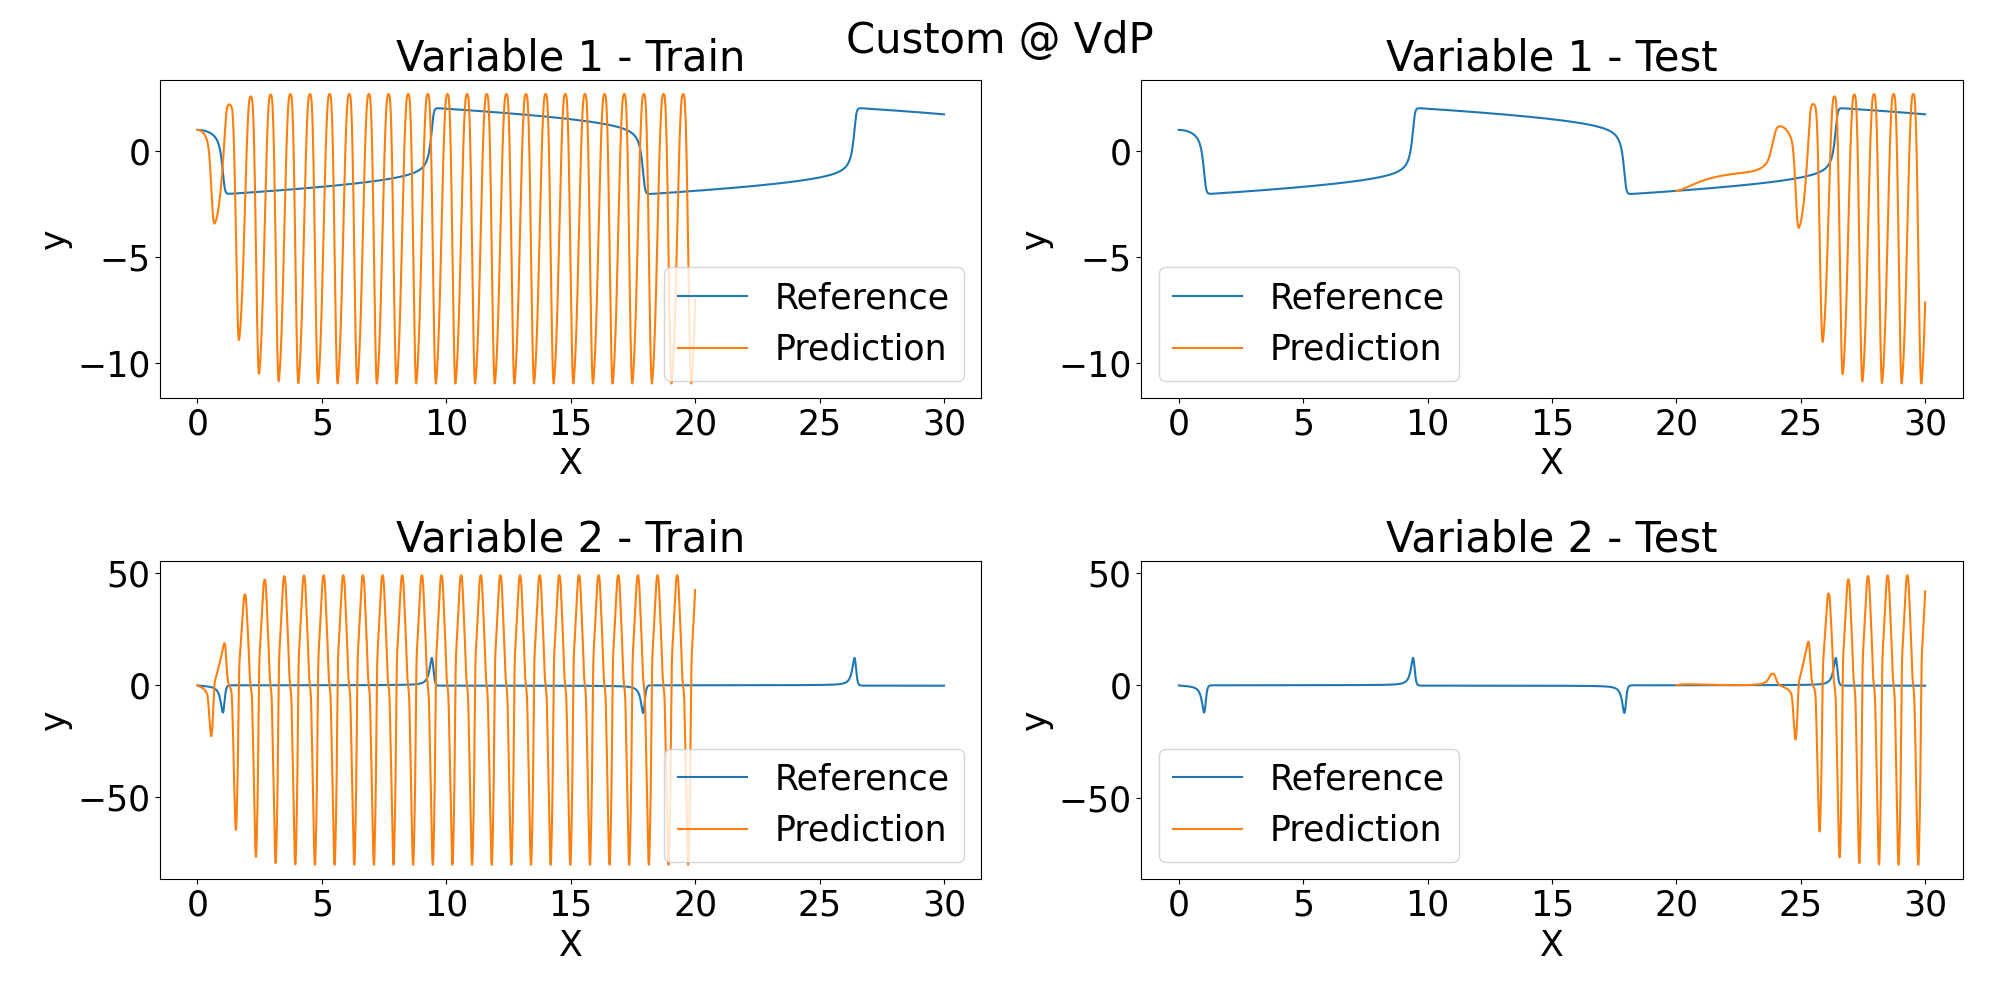 Custom @ VdP
Variable 1 - Train
y
0
−5
−10
0 5 10 15 20 25 30
X
Reference
Prediction
Variable 1 - Test
y
0
−5
−10
0 5 10 15 20 25 30
X
Reference
Prediction
Variable 2 - Train
y
50
0
−50
0 5 10 15 20 25 30
X
Reference
Prediction
Variable 2 - Test
y
50
0
−50
0 5 10 15 20 25 30
X
Reference
Prediction